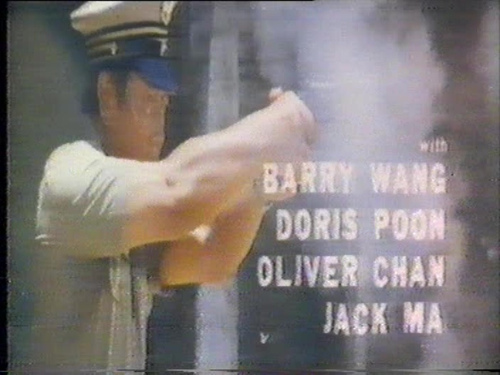 with
BARRY WANG
DORIS POON
OLIVER CHAN
JACK MA